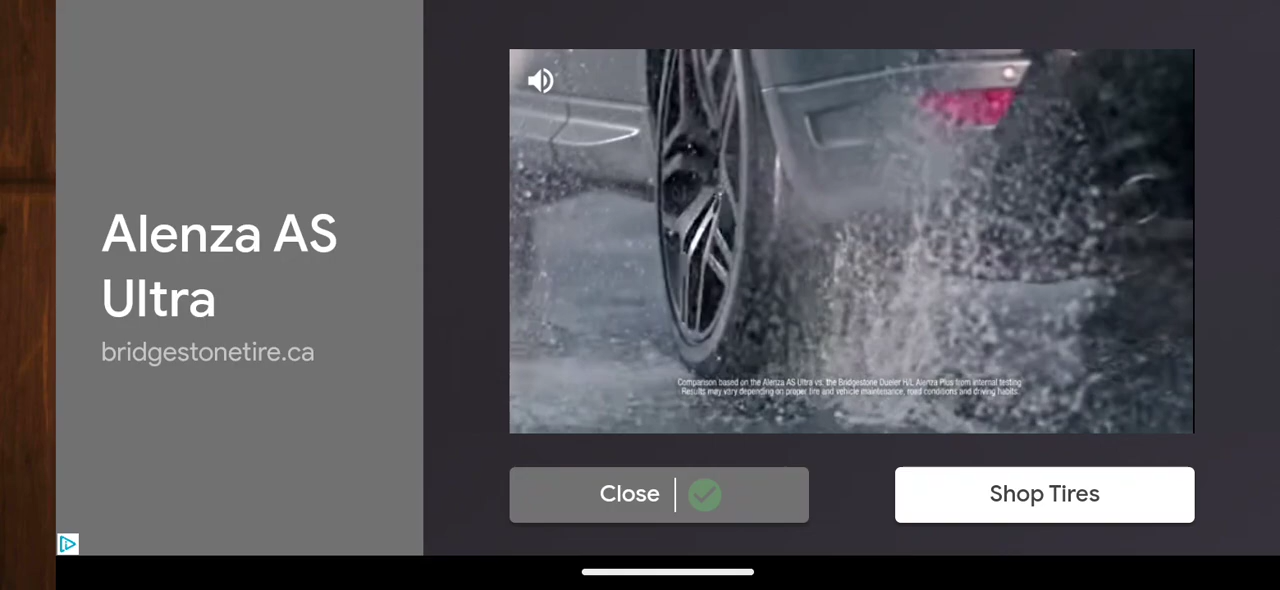 Alenza AS
Ultra
bridgestonetire.ca
Comparison based on the Alenza AS Ultra vs. the Bridgestone Dueler H/L Alenza Plus from internal testing
Results may vary depending on proper tire and vehicle maintenance, road conditions and driving habits.
Close
Shop Tires